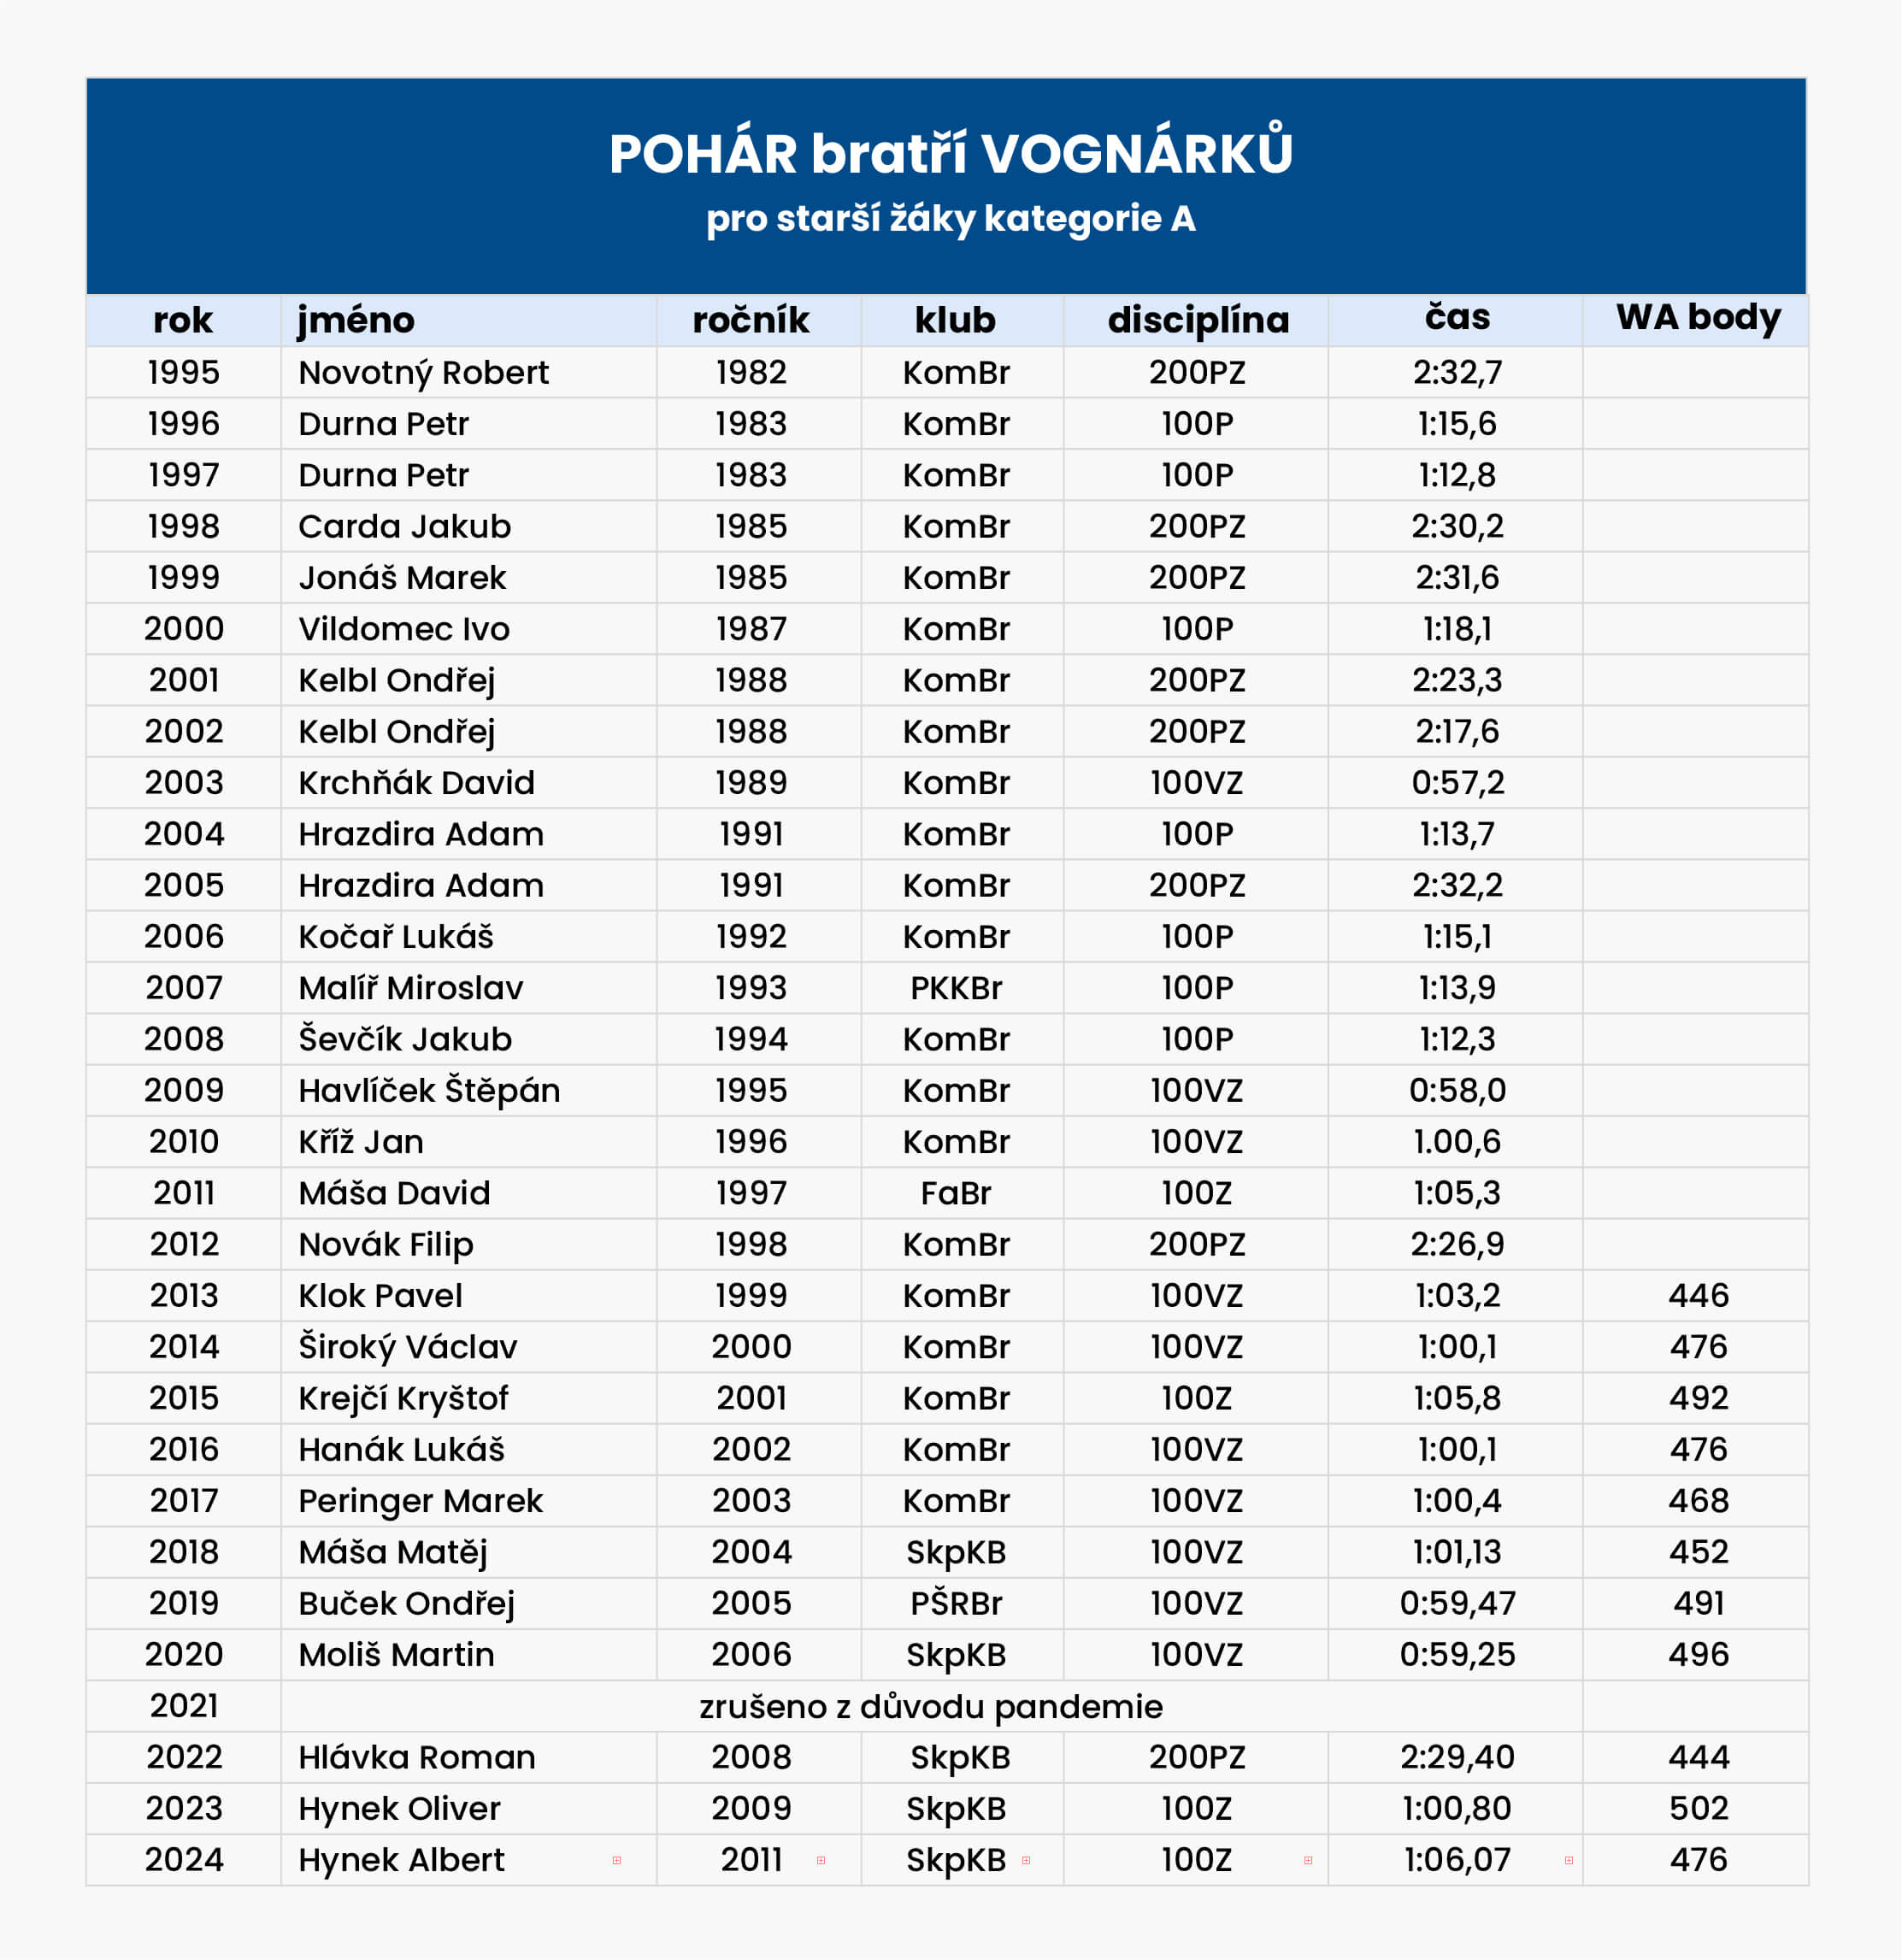 POHÁR bratří VOGNÁRKŮ
pro starší žáky kategorie A
rok jméno ročník klub disciplína čas WA body
1995 Novotný Robert 1982 KomBr 200PZ 2:32,7
1996 Durna Petr 1983 KomBr 100P 1:15,6
1997 Durna Petr 1983 KomBr 100P 1:12,8
1998 Carda Jakub 1985 KomBr 200PZ 2:30,2
1999 Jonáš Marek 1985 KomBr 200PZ 2:31,6
2000 Vildomec Ivo 1987 KomBr 100P 1:18,1
2001 Kelbl Ondřej 1988 KomBr 200PZ 2:23,3
2002 Kelbl Ondřej 1988 KomBr 200PZ 2:17,6
2003 Krchňák David 1989 KomBr 100VZ 0:57,2
2004 Hrazdira Adam 1991 KomBr 100P 1:13,7
2005 Hrazdira Adam 1991 KomBr 200PZ 2:32,2
2006 Kočař Lukáš 1992 KomBr 100P 1:15,1
2007 Malíř Miroslav 1993 PKKBr 100P 1:13,9
2008 Ševčík Jakub 1994 KomBr 100P 1:12,3
2009 Havlíček Štěpán 1995 KomBr 100VZ 0:58,0
2010 Kříž Jan 1996 KomBr 100VZ 1.00,6
2011 Máša David 1997 FaBr 100Z 1:05,3
2012 Novák Filip 1998 KomBr 200PZ 2:26,9
2013 Klok Pavel 1999 KomBr 100VZ 1:03,2 446
2014 Široký Václav 2000 KomBr 100VZ 1:00,1 476
2015 Krejčí Kryštof 2001 KomBr 100Z 1:05,8 492
2016 Hanák Lukáš 2002 KomBr 100VZ 1:00,1 476
2017 Peringer Marek 2003 KomBr 100VZ 1:00,4 468
2018 Máša Matěj 2004 SkpKB 100VZ 1:01,13 452
2019 Buček Ondřej 2005 PŠRBr 100VZ 0:59,47 491
2020 Moliš Martin 2006 SkpKB 100VZ 0:59,25 496
2021 zrušeno z důvodu pandemie
2022 Hlávka Roman 2008 SkpKB 200PZ 2:29,40 444
2023 Hynek Oliver 2009 SkpKB 100Z 1:00,80 502
2024 Hynek Albert 2011 SkpKB 100Z 1:06,07 476